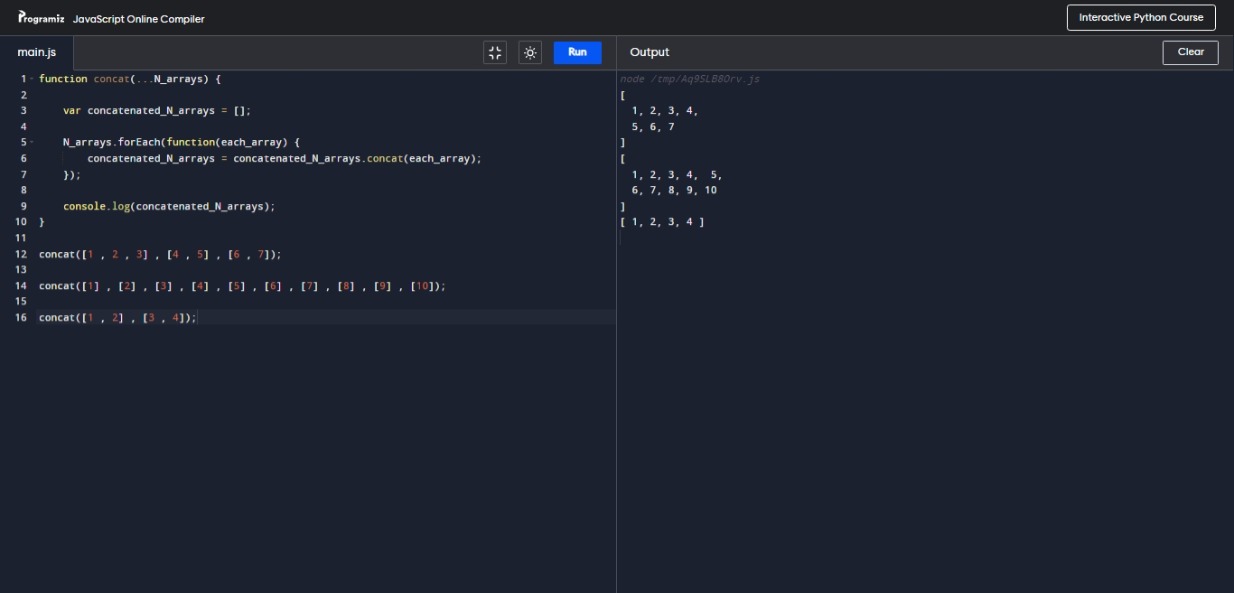 Programiz JavaScript Online Compiler
Interactive Python Course
main.js
Run
Output
Clear
1 function concat(...N_arrays) {
2
3 var concatenated_N_arrays = [];
4
5 N_arrays.forEach(function(each_array) {
6 concatenated_N_arrays = concatenated_N_arrays.concat(each_array);
7 });
8
9 console.log(concatenated_N_arrays);
10 }
11
12 concat([1 , 2 , 3] , [4 , 5] , [6 , 7]);
13
14 concat([1] , [2] , [3] , [4] , [5] , [6] , [7] , [8] , [9] , [10]);
15
16 concat([1 , 2] , [3 , 4]);
node /tmp/Aq9SLB8Drv.js
[
1, 2, 3, 4,
5, 6, 7
]
[
1, 2, 3, 4, 5,
6, 7, 8, 9, 10
]
[ 1, 2, 3, 4 ]